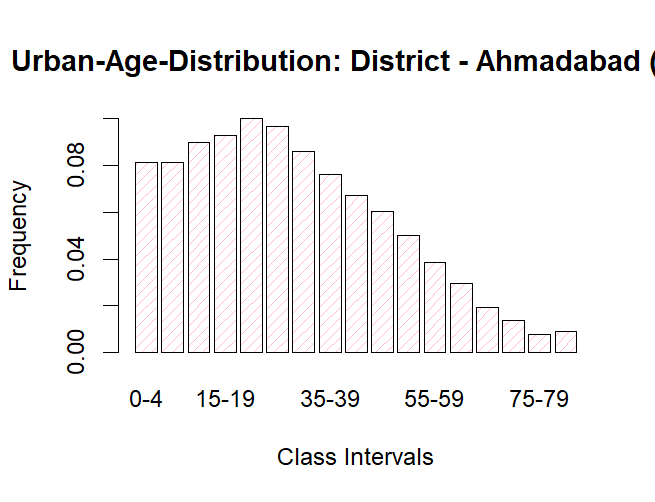 Urban-Age-Distribution: District - Ahmadabad (
Frequency
0.08
0.04
0.00
0-4 15-19 35-39 55-59 75-79
Class Intervals